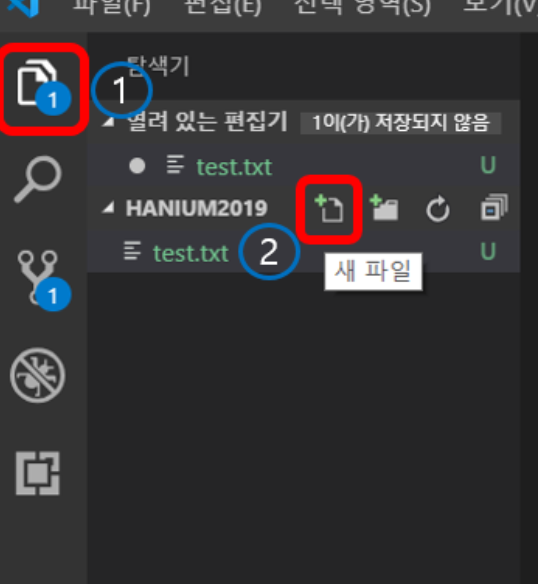 파일(F) 편집(E) 선택 영역(S) 보기(V)
탐색기
1
1
열려 있는 편집기 1이(가) 저장되지 않음
test.txt U
HANIUM2019
test.txt 2 U
새 파일
1